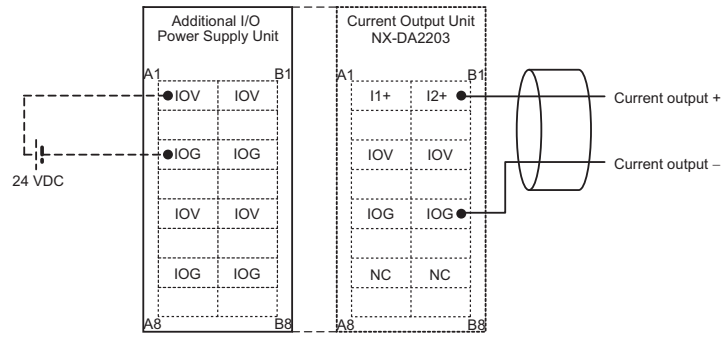 Additional I/O
Power Supply Unit
Current Output Unit
NX-DA2203
A1 B1 A1 B1
IOV IOV I1+ I2+ Current output +
IOG IOG IOV IOV Current output –
24 VDC
IOV IOV IOG IOG
IOG IOG NC NC
A8 B8 A8 B8